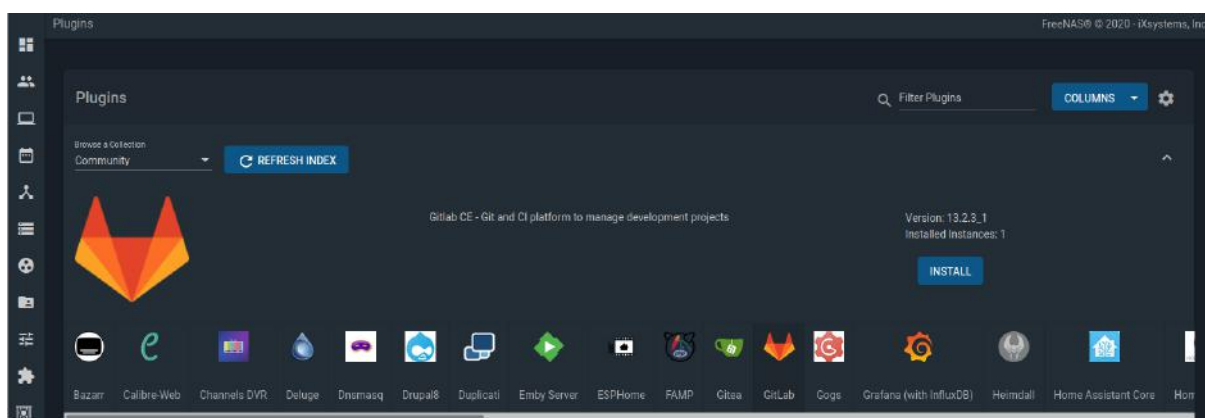 Plugins
FreeNAS® © 2020 - iXsystems, Inc
Plugins
Filter Plugins
COLUMNS
Browse a Collection
Community
REFRESH INDEX
Gitlab CE - Git and CI platform to manage development projects
Version: 13.2.3_1
Installed Instances: 1
INSTALL
Bazarr Calibre-Web Channels DVR Deluge Dnsmasq Drupal8 Duplicati Emby Server ESPHome FAMP Gitea GitLab Gogs Grafana (with InfluxDB) Heimdall Home Assistant Core Hom